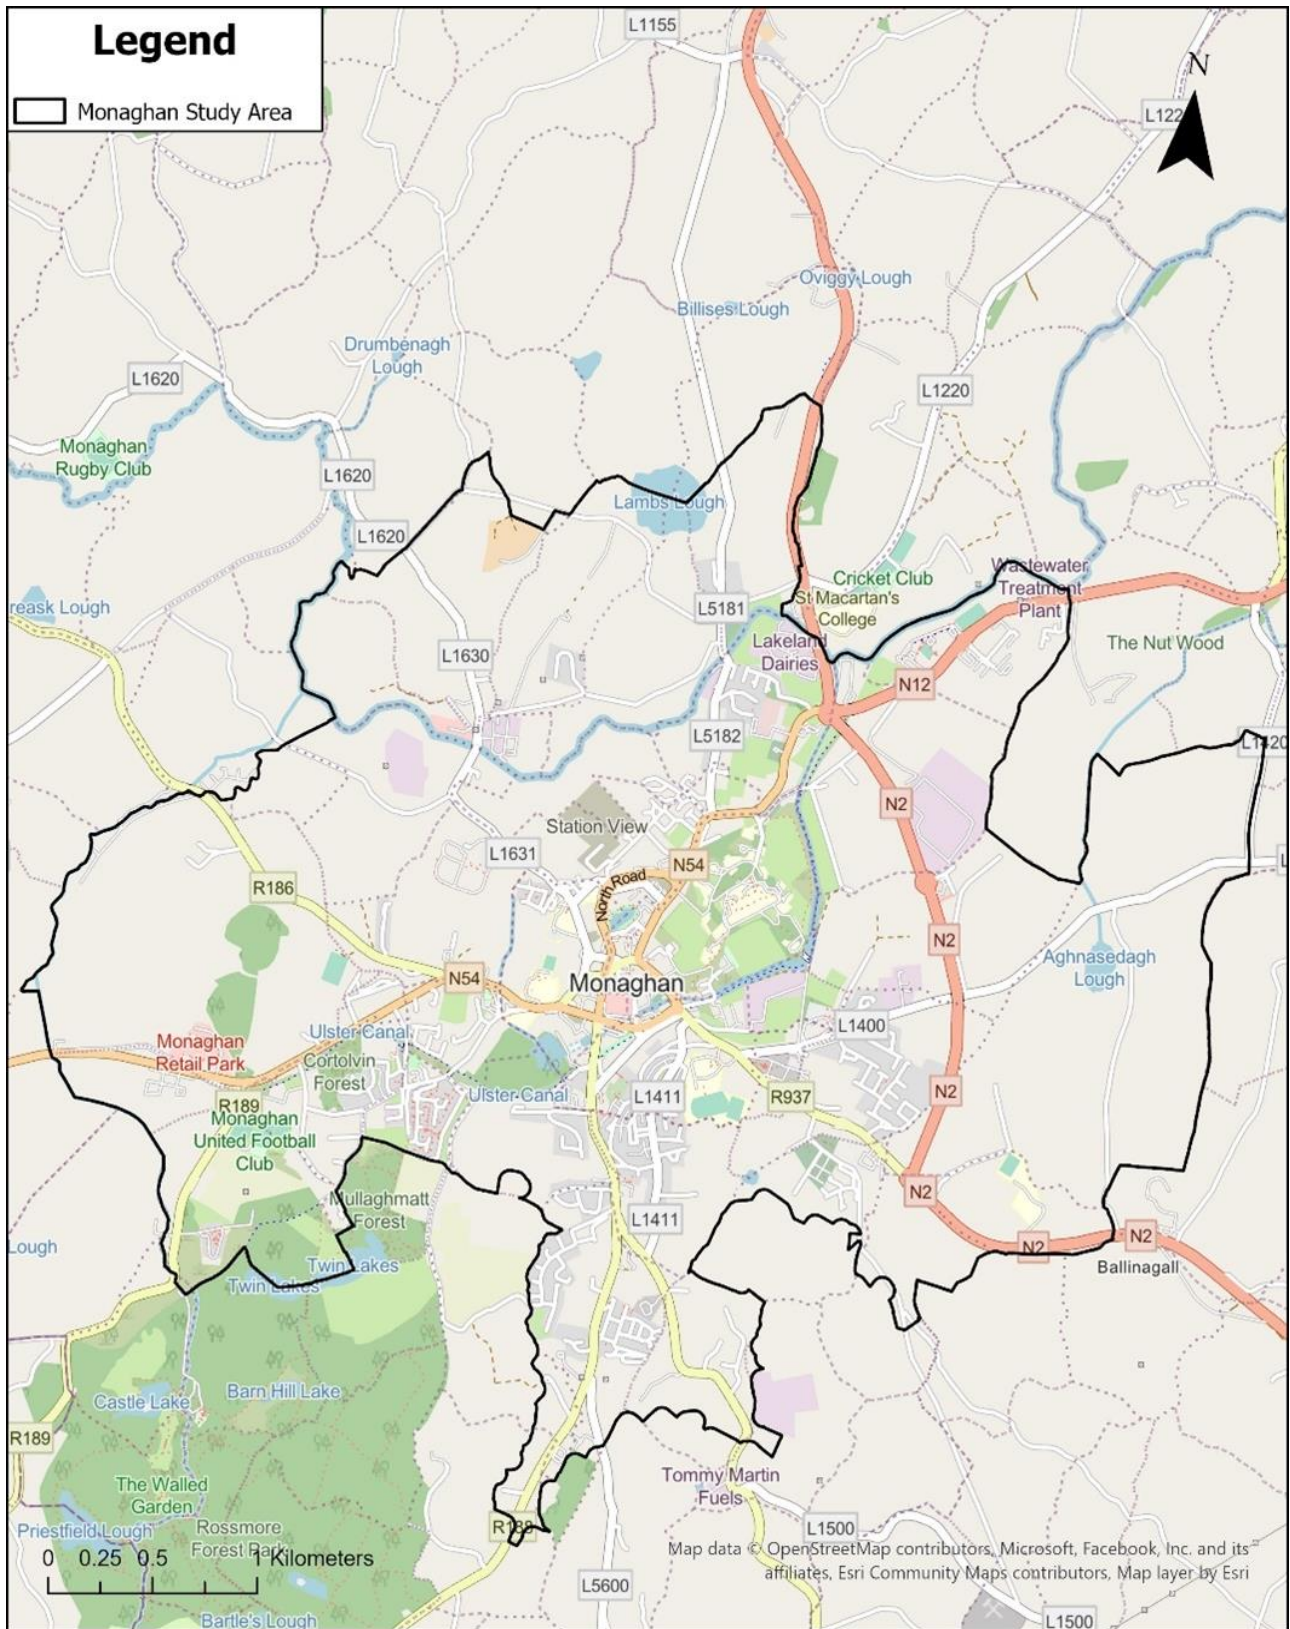 Legend
Monaghan Study Area
L1155
N
L122
Oviggy Lough
Billises Lough
Drumbenagh
Lough
L1620
L1220
Monaghan
Rugby Club
L1620
Lambs Lough
L1620
Wastewater
Treatment
Plant
Cricket Club
St Macartan's
College
reask Lough
L5181
The Nut Wood
Lakeland
Dairies
L1630
N12
L5182
L1420
N2
Station View
L1631
N54
R186
North Road
N2
Aghnasedagh
Lough
N54
Monaghan
Ulster Canal
L1400
Monaghan
Retail Park
Cortolvin
Forest
Ulster Canal
L1411
R937
N2
R189
Monaghan
United Football
Club
N2
Mullaghmatt
Forest
L1411
Lough
N2
N2
Ballinagall
Twin Lakes
Twin Lakes
Barn Hill Lake
Castle Lake
R189
The Walled
Garden
Tommy Martin
Fuels
Priestfield Lough
Rossmore
Forest Park
R188
L1500
0 0.25 0.5 1 Kilometers
Map data © OpenStreetMap contributors, Microsoft, Facebook, Inc. and its
affiliates, Esri Community Maps contributors, Map layer by Esri
L5600
Bartle's Lough
L1500